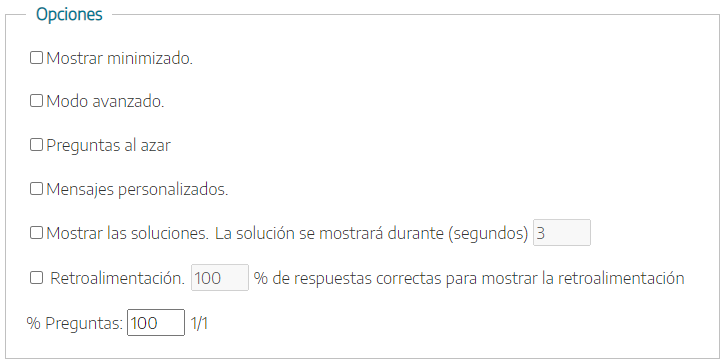 Opciones
Mostrar minimizado.
Modo avanzado.
Preguntas al azar
Mensajes personalizados.
Mostrar las soluciones. La solución se mostrará durante (segundos) 3
Retroalimentación. 100 % de respuestas correctas para mostrar la retroalimentación
% Preguntas: 100 1/1